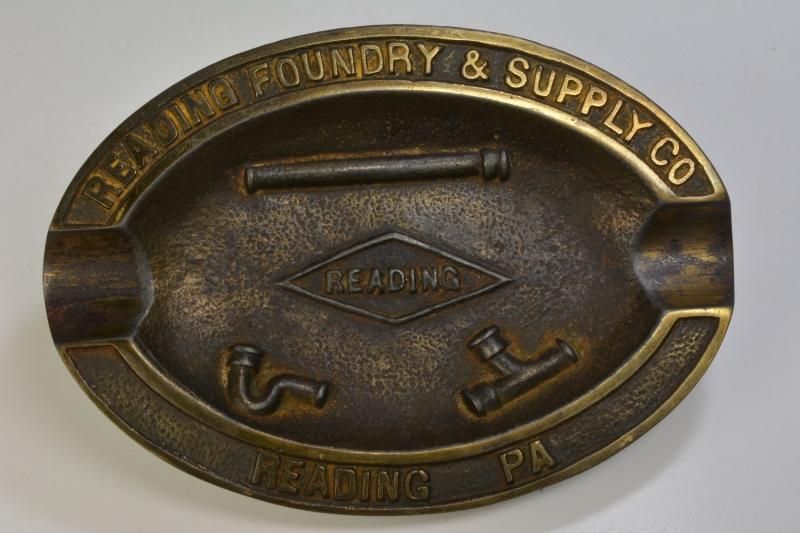 READING FOUNDRY & SUPPLY CO
READING
READING PA